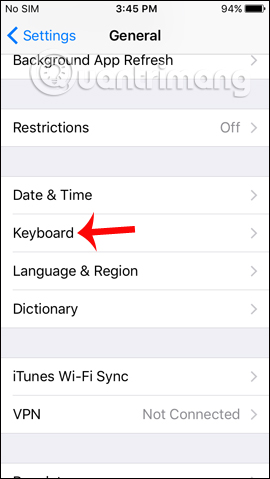 No SIM 3:45 PM 94%
Settings General
Background App Refresh
Quantrimang
Restrictions Off
Date & Time
Keyboard
Language & Region
Dictionary
iTunes Wi-Fi Sync
VPN Not Connected